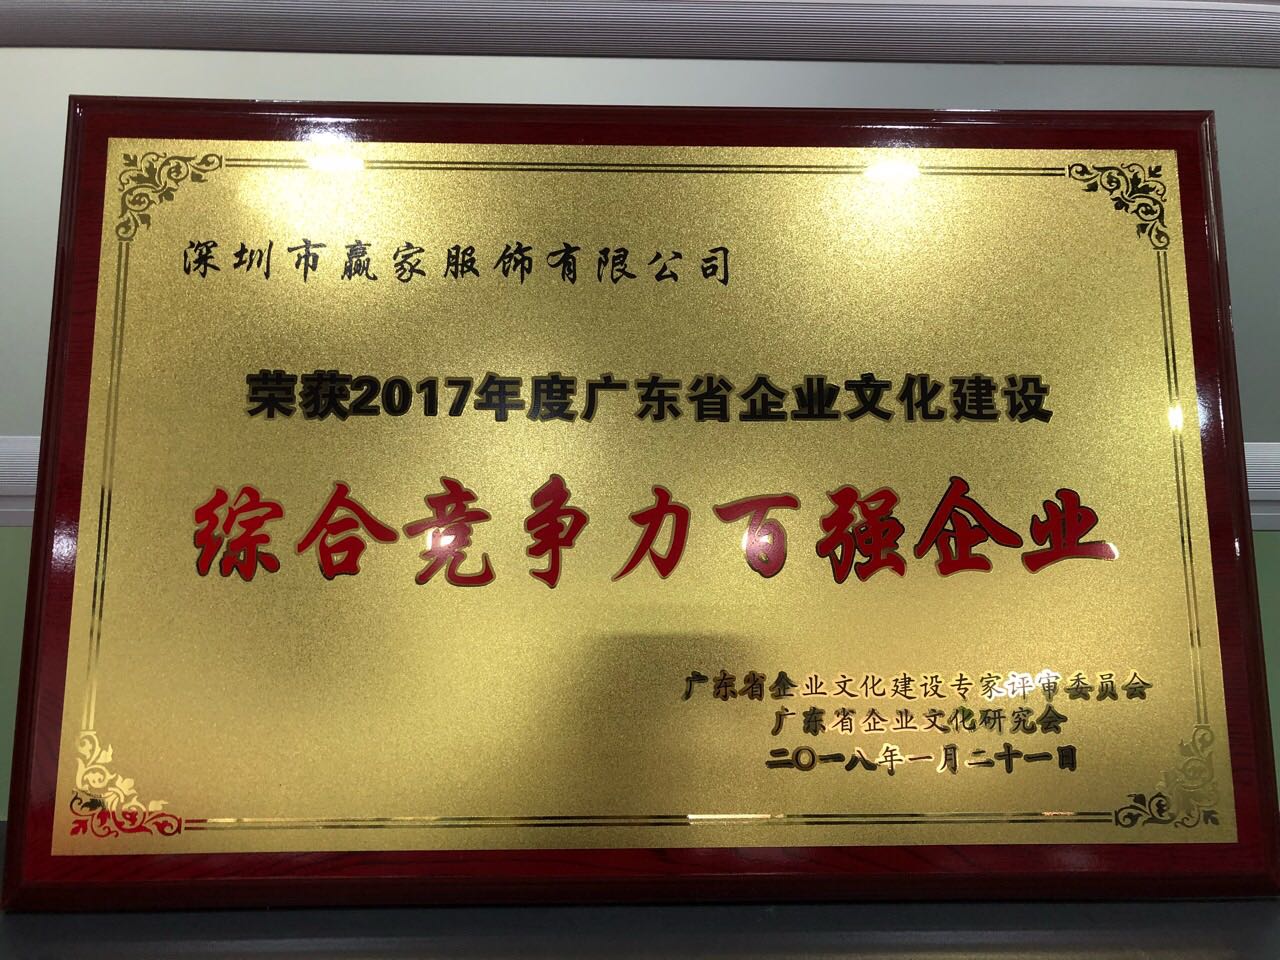 深圳市赢家服饰有限公司
荣获2017年度广东省企业文化建设
综合竞争力百强企业
广东省企业文化建设专家评审委员会
广东省企业文化研究会
二〇一八年一月二十一日